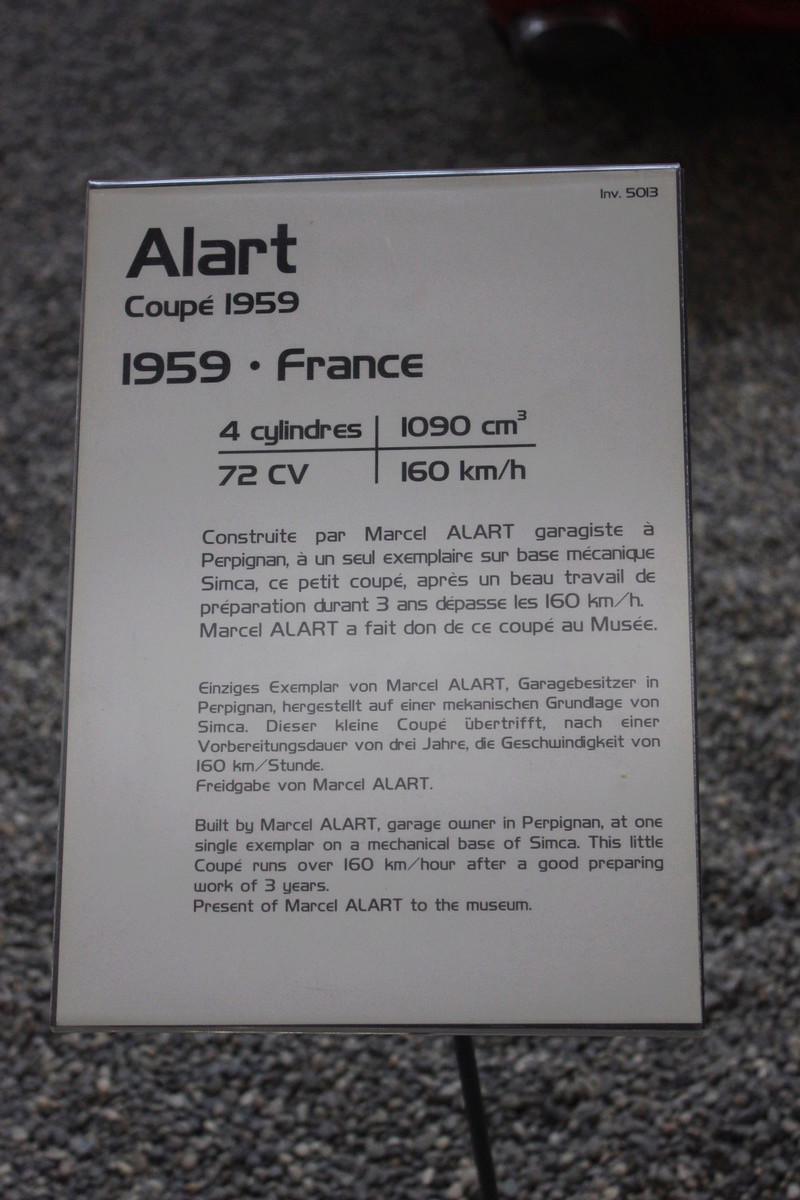 Inv. 5013
Alart
Coupé 1959
1959 • France
4 cylindres 1090 cm³
72 CV 160 km/h
Construite par Marcel ALART garagiste à
Perpignan, à un seul exemplaire sur base mécanique
Simca, ce petit coupé, après un beau travail de
préparation durant 3 ans dépasse les 160 km/h.
Marcel ALART a fait don de ce coupé au Musée.
Einziges Exemplar von Marcel ALART, Garagebesitzer in
Perpignan, hergestellt auf einer mekanischen Grundlage von
Simca. Dieser kleine Coupé übertrifft, nach einer
Vorbereitungsdauer von drei Jahre, die Geschwindigkeit von
160 km/Stunde.
Freidgabe von Marcel ALART.
Built by Marcel ALART, garage owner in Perpignan, at one
single exemplar on a mechanical base of Simca. This little
Coupé runs over 160 km/hour after a good preparing
work of 3 years.
Present of Marcel ALART to the museum.